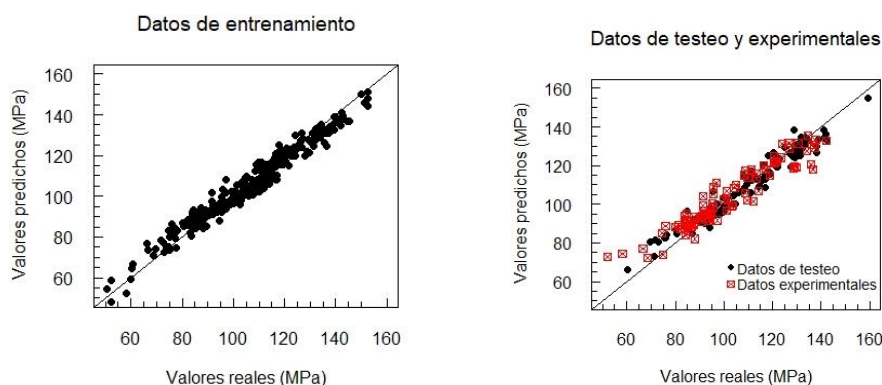 Datos de entrenamiento
Valores predichos (MPa)
160
140
120
100
80
60
60 80 100 120 140 160
Valores reales (MPa)
Datos de testeo y experimentales
Valores predichos (MPa)
160
140
120
100
80
60
Datos de testeo
Datos experimentales
60 80 100 120 140 160
Valores reales (MPa)